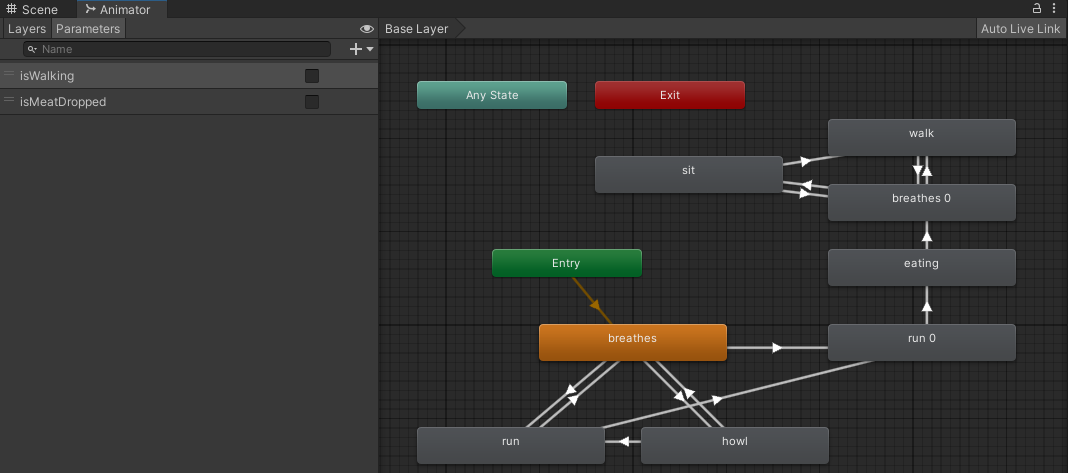 Scene Animator
Layers Parameters Base Layer Auto Live Link
Name
isWalking
isMeatDropped
Any State Exit
walk
sit
breathes 0
Entry eating
breathes run 0
run howl